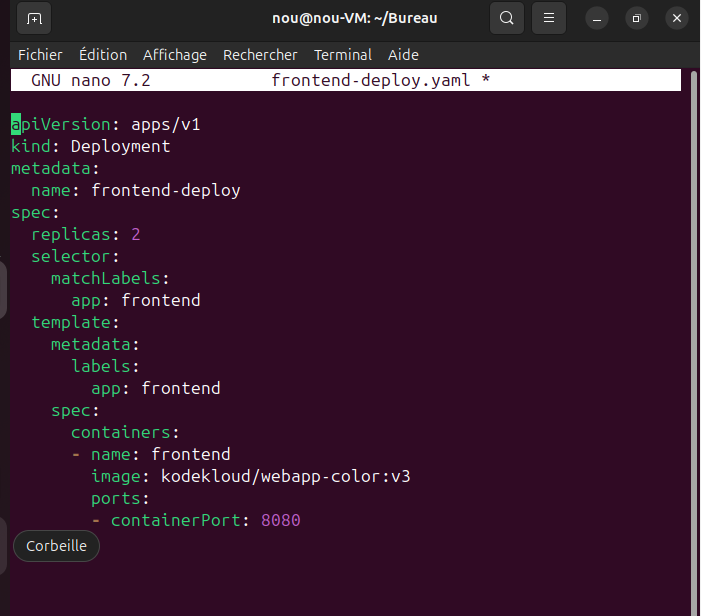 nou@nou-VM: ~/Bureau
Fichier Édition Affichage Rechercher Terminal Aide
GNU nano 7.2 frontend-deploy.yaml *
apiVersion: apps/v1
kind: Deployment
metadata:
  name: frontend-deploy
spec:
  replicas: 2
  selector:
    matchLabels:
      app: frontend
  template:
    metadata:
      labels:
        app: frontend
    spec:
      containers:
      - name: frontend
        image: kodekloud/webapp-color:v3
        ports:
        - containerPort: 8080
Corbeille